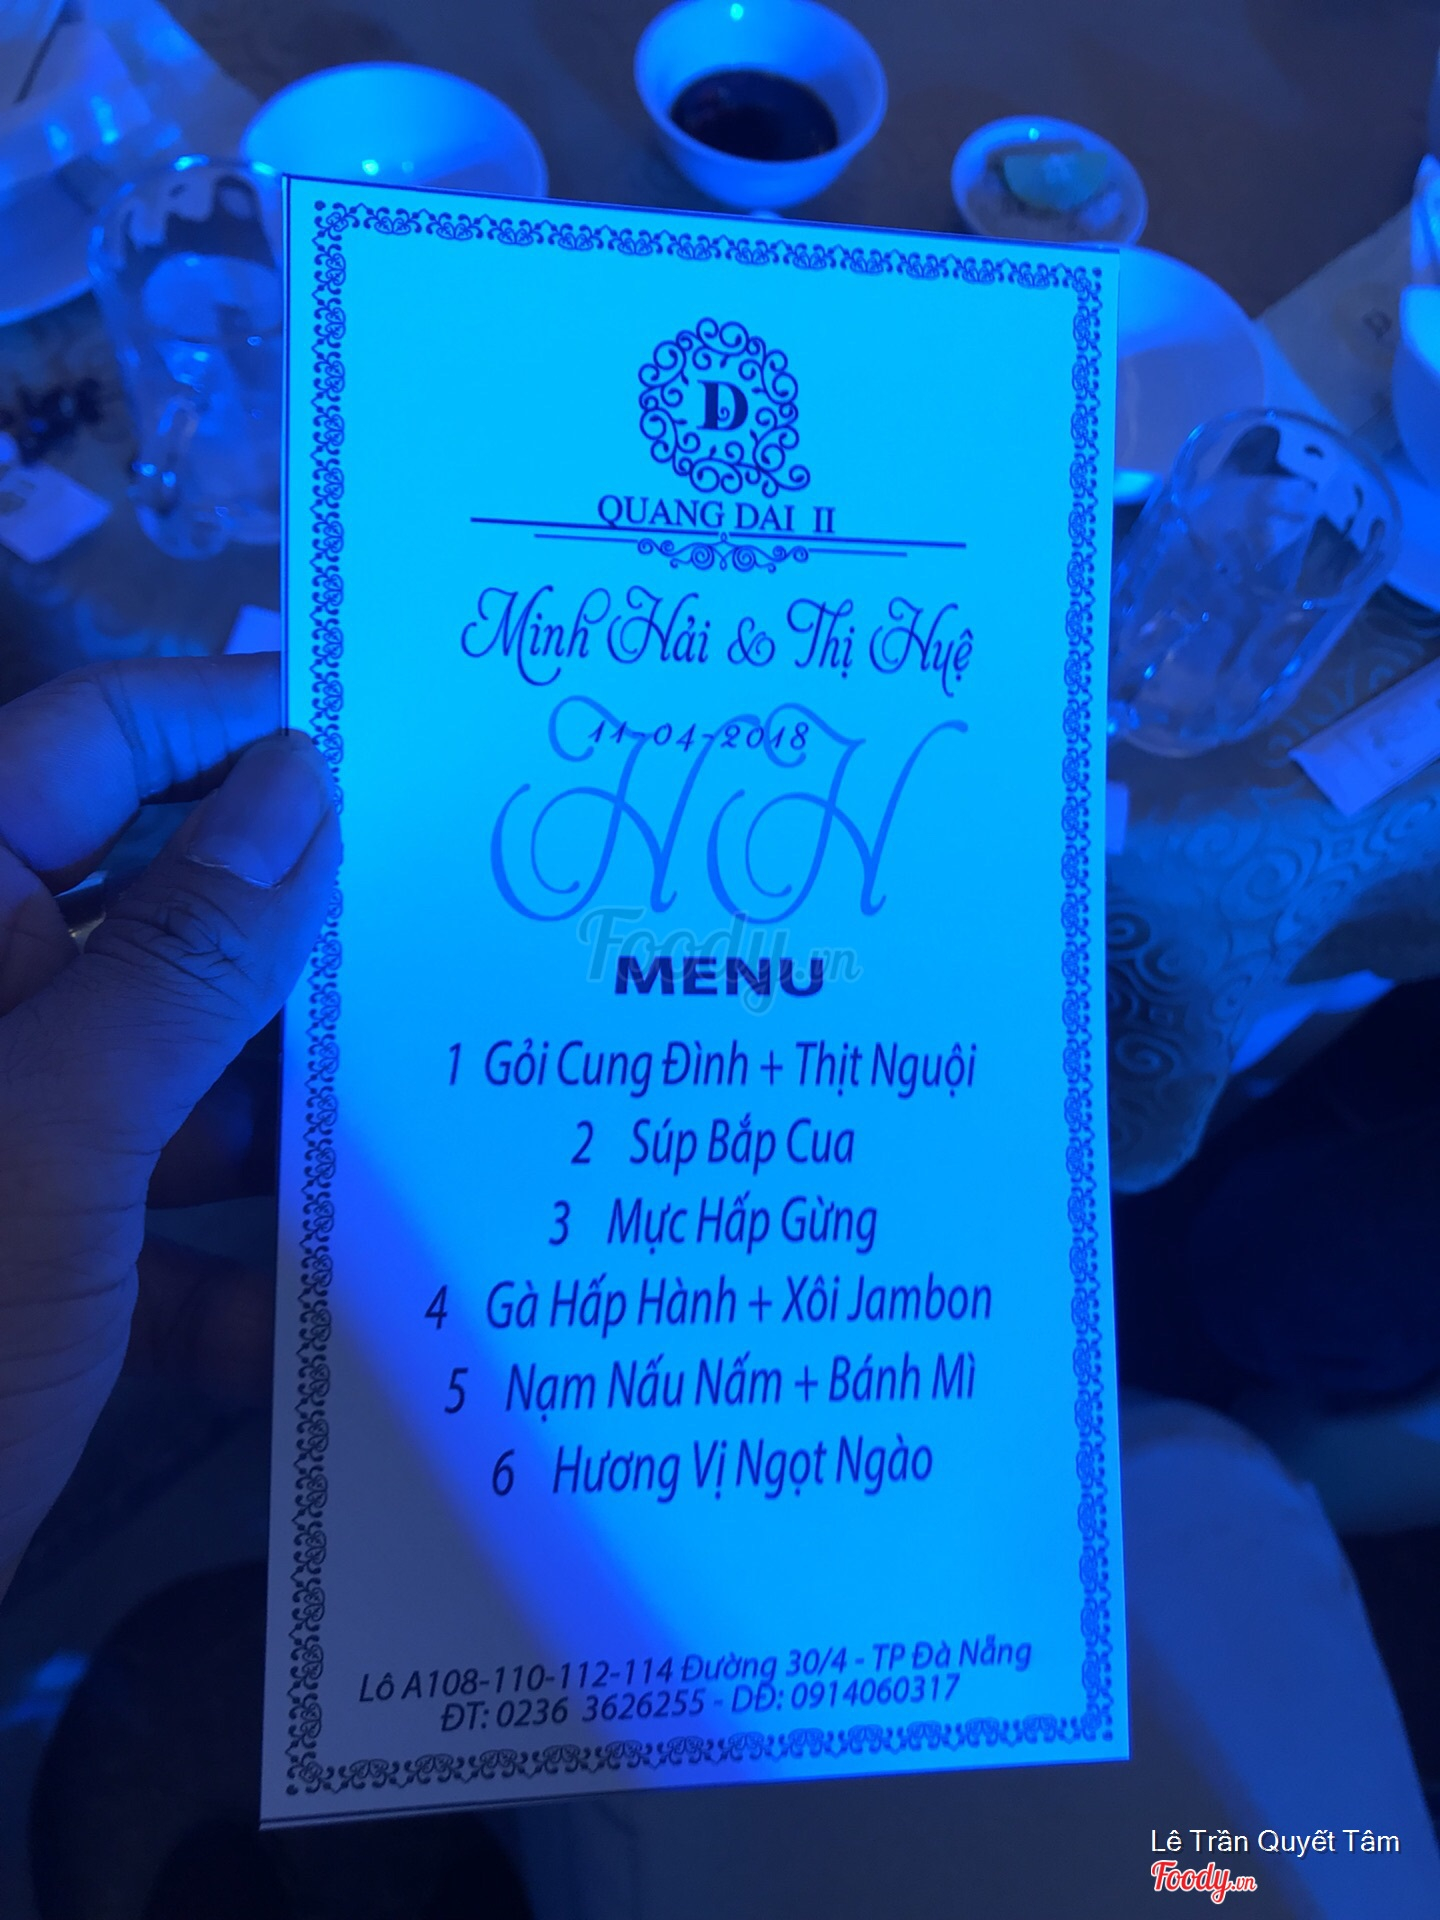 D
QUANG DAI II
Minh Hải & Thị Huệ
11-04-2018
HH
Foody.vn
MENU
1 Gỏi Cung Đình + Thịt Nguội
2 Súp Bắp Cua
3 Mực Hấp Gừng
4 Gà Hấp Hành + Xôi Jambon
5 Nạm Nấu Nấm + Bánh Mì
6 Hương Vị Ngọt Ngào
Lô A108-110-112-114 Đường 30/4 - TP Đà Nẵng
ĐT: 0236 3626255 - DĐ: 0914060317
Lê Trần Quyết Tâm
Foody.vn